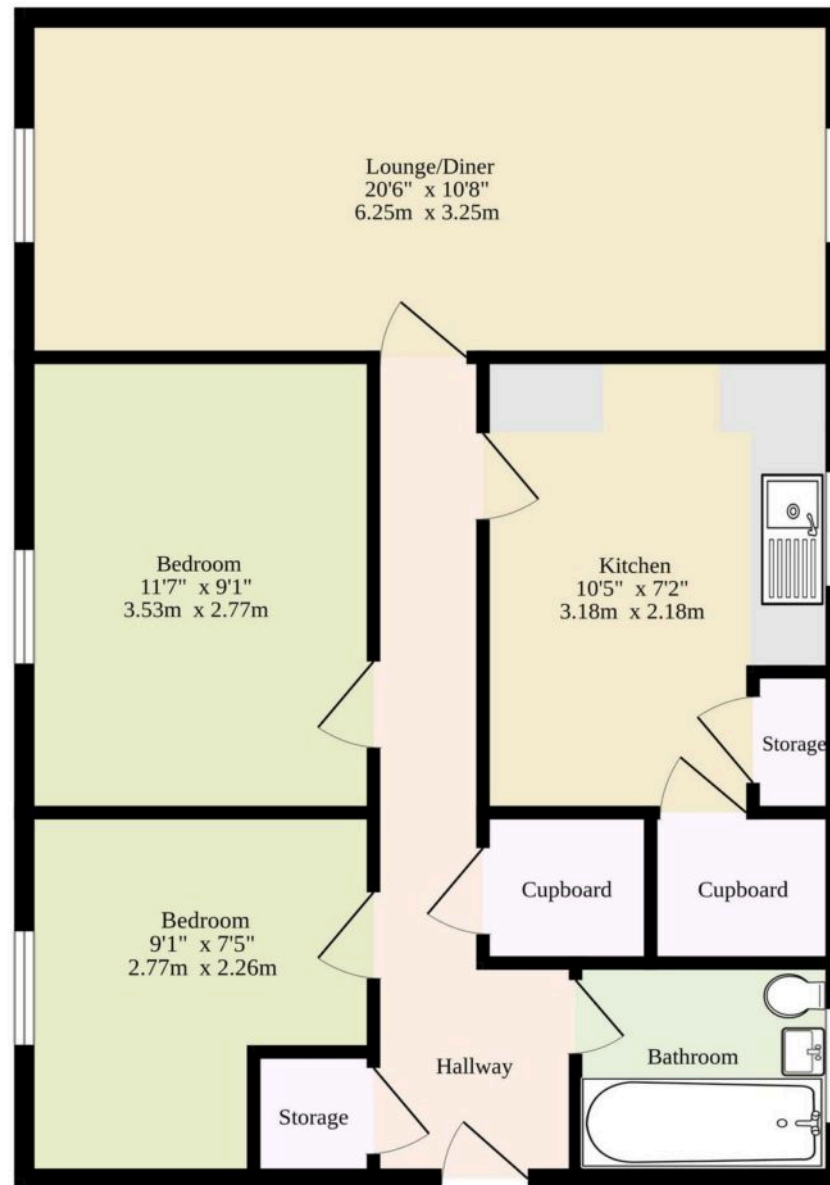 Lounge/Diner
20'6" x 10'8"
6.25m x 3.25m
Bedroom
11'7" x 9'1"
3.53m x 2.77m
Kitchen
10'5" x 7'2"
3.18m x 2.18m
Storage
Cupboard
Cupboard
Bedroom
9'1" x 7'5"
2.77m x 2.26m
Hallway
Bathroom
Storage